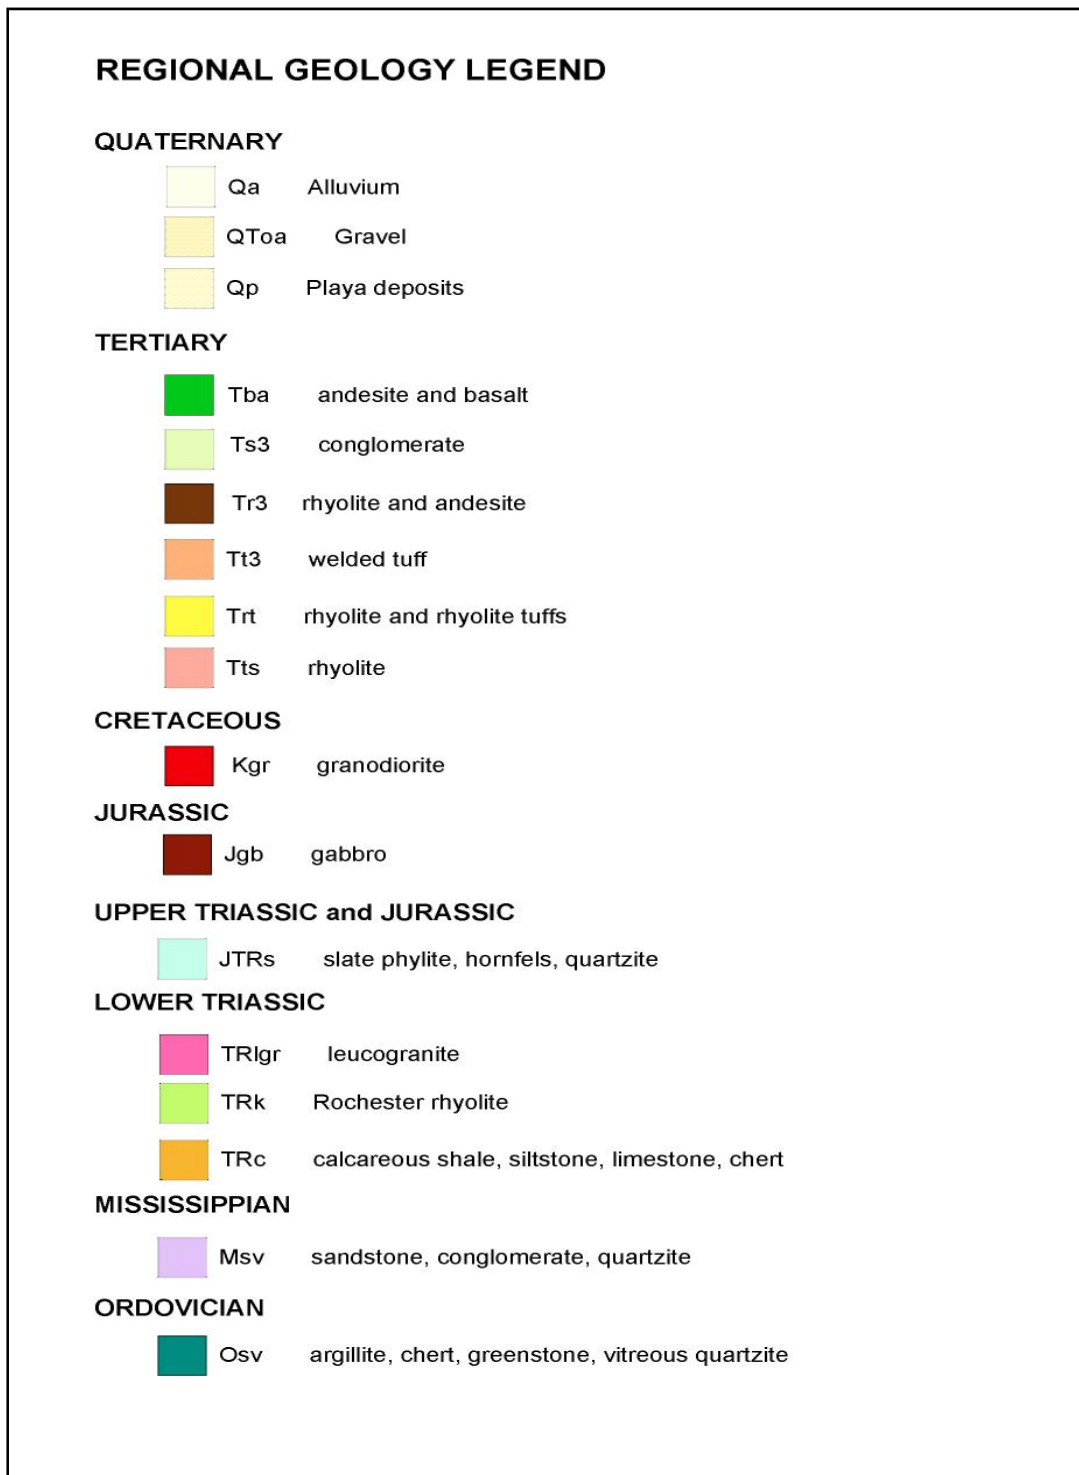 REGIONAL GEOLOGY LEGEND
QUATERNARY
Qa Alluvium
QToa Gravel
Qp Playa deposits
TERTIARY
Tba andesite and basalt
Ts3 conglomerate
Tr3 rhyolite and andesite
Tt3 welded tuff
Trt rhyolite and rhyolite tuffs
Tts rhyolite
CRETACEOUS
Kgr granodiorite
JURASSIC
Jgb gabbro
UPPER TRIASSIC and JURASSIC
JTRs slate phylite, hornfels, quartzite
LOWER TRIASSIC
TRlgr leucogranite
TRk Rochester rhyolite
TRc calcareous shale, siltstone, limestone, chert
MISSISSIPPIAN
Msv sandstone, conglomerate, quartzite
ORDOVICIAN
Osv argillite, chert, greenstone, vitreous quartzite